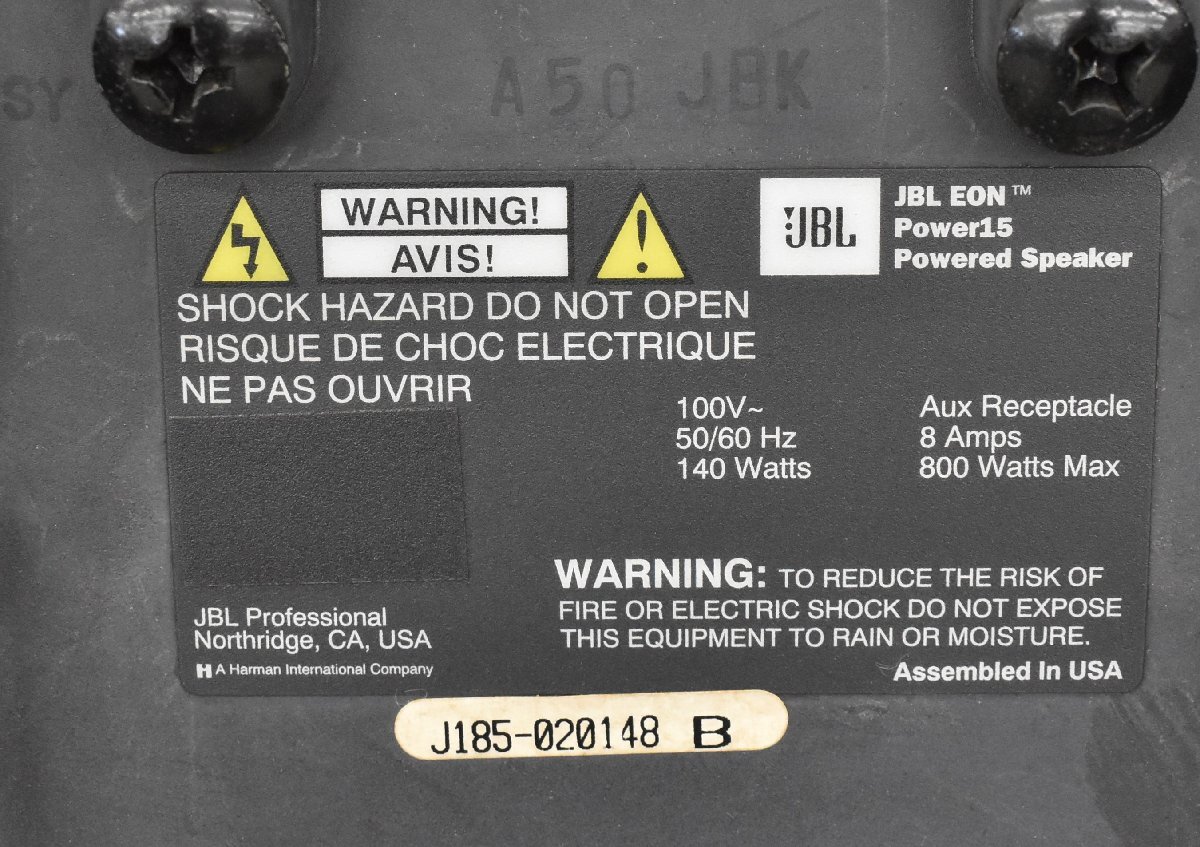 SY
A50 JBK
WARNING!
AVIS!
JBL
JBL EON™
Power15
Powered Speaker
SHOCK HAZARD DO NOT OPEN
RISQUE DE CHOC ELECTRIQUE
NE PAS OUVRIR
100V~
50/60 Hz
140 Watts
Aux Receptacle
8 Amps
800 Watts Max
WARNING: TO REDUCE THE RISK OF
FIRE OR ELECTRIC SHOCK DO NOT EXPOSE
THIS EQUIPMENT TO RAIN OR MOISTURE.
JBL Professional
Northridge, CA, USA
H A Harman International Company
Assembled In USA
J185-020148 B